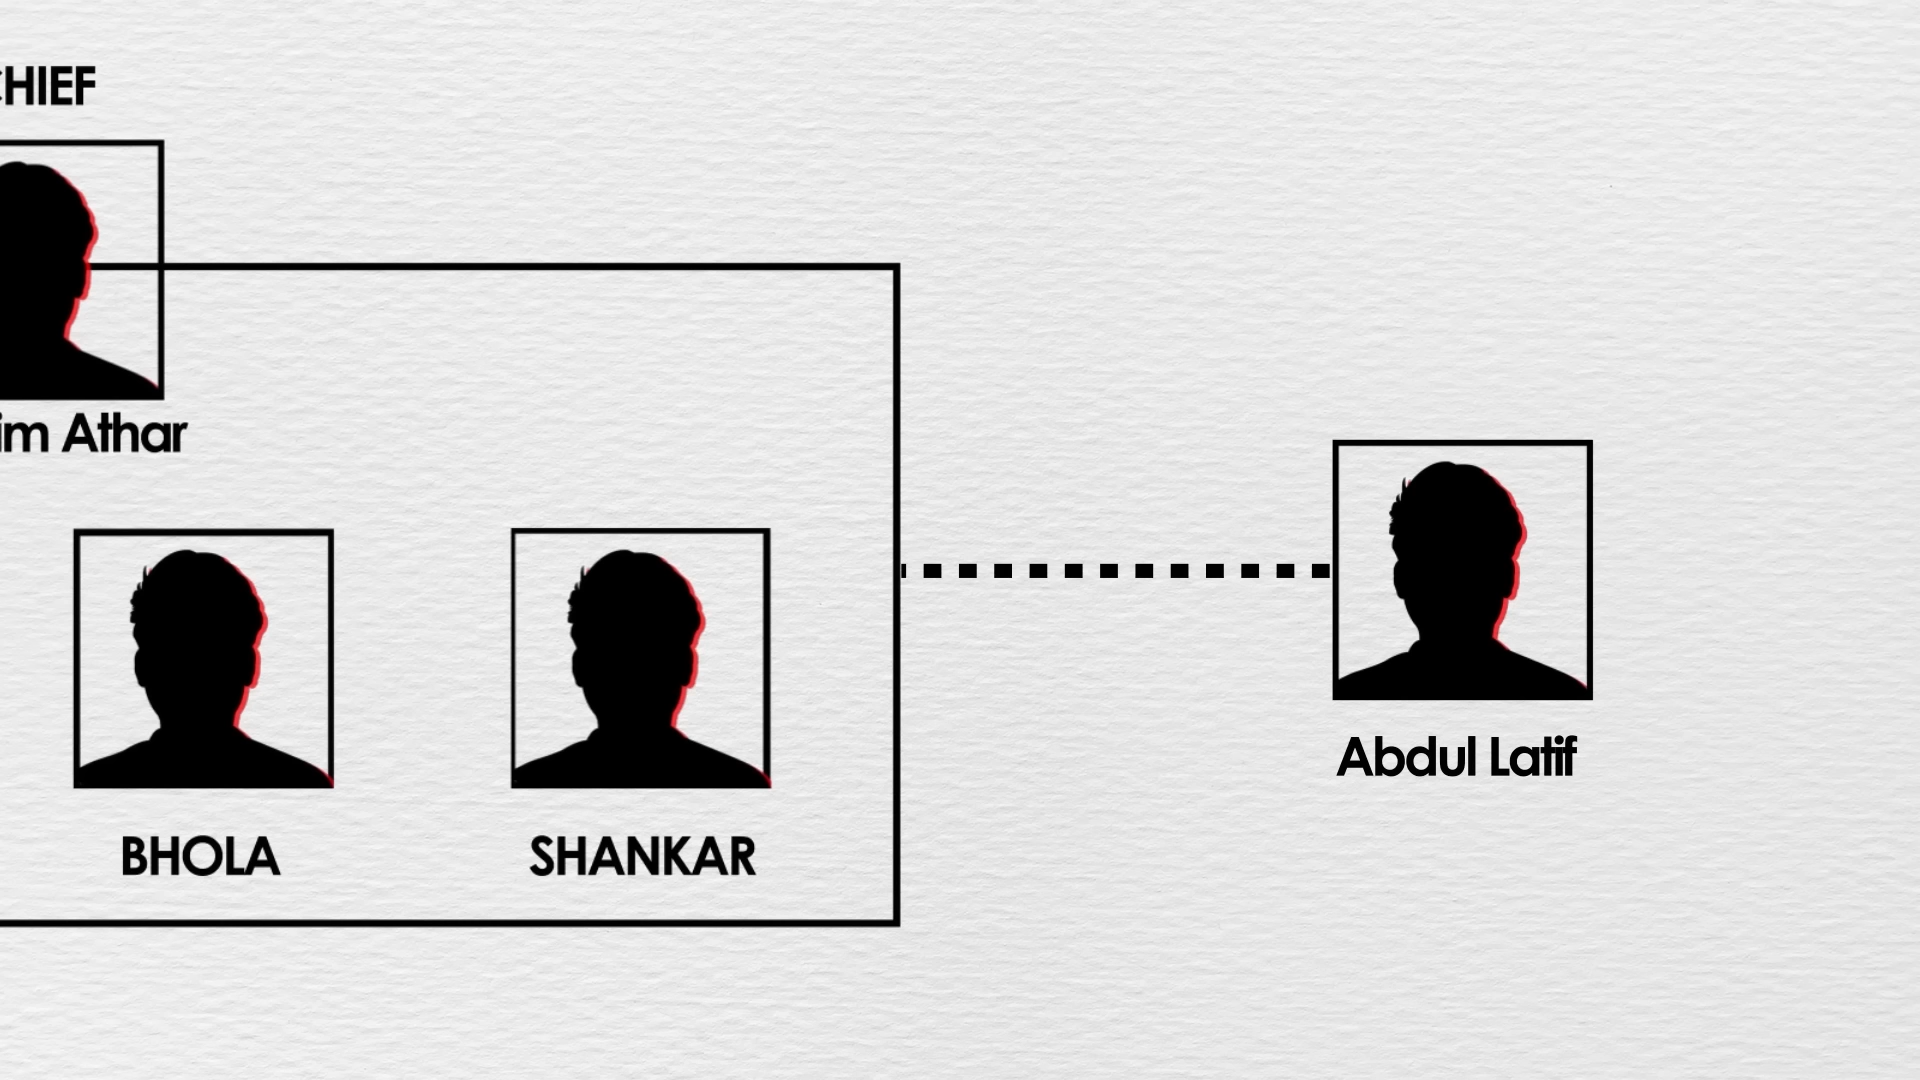 CHIEF
im Athar
BHOLA
SHANKAR
Abdul Latif